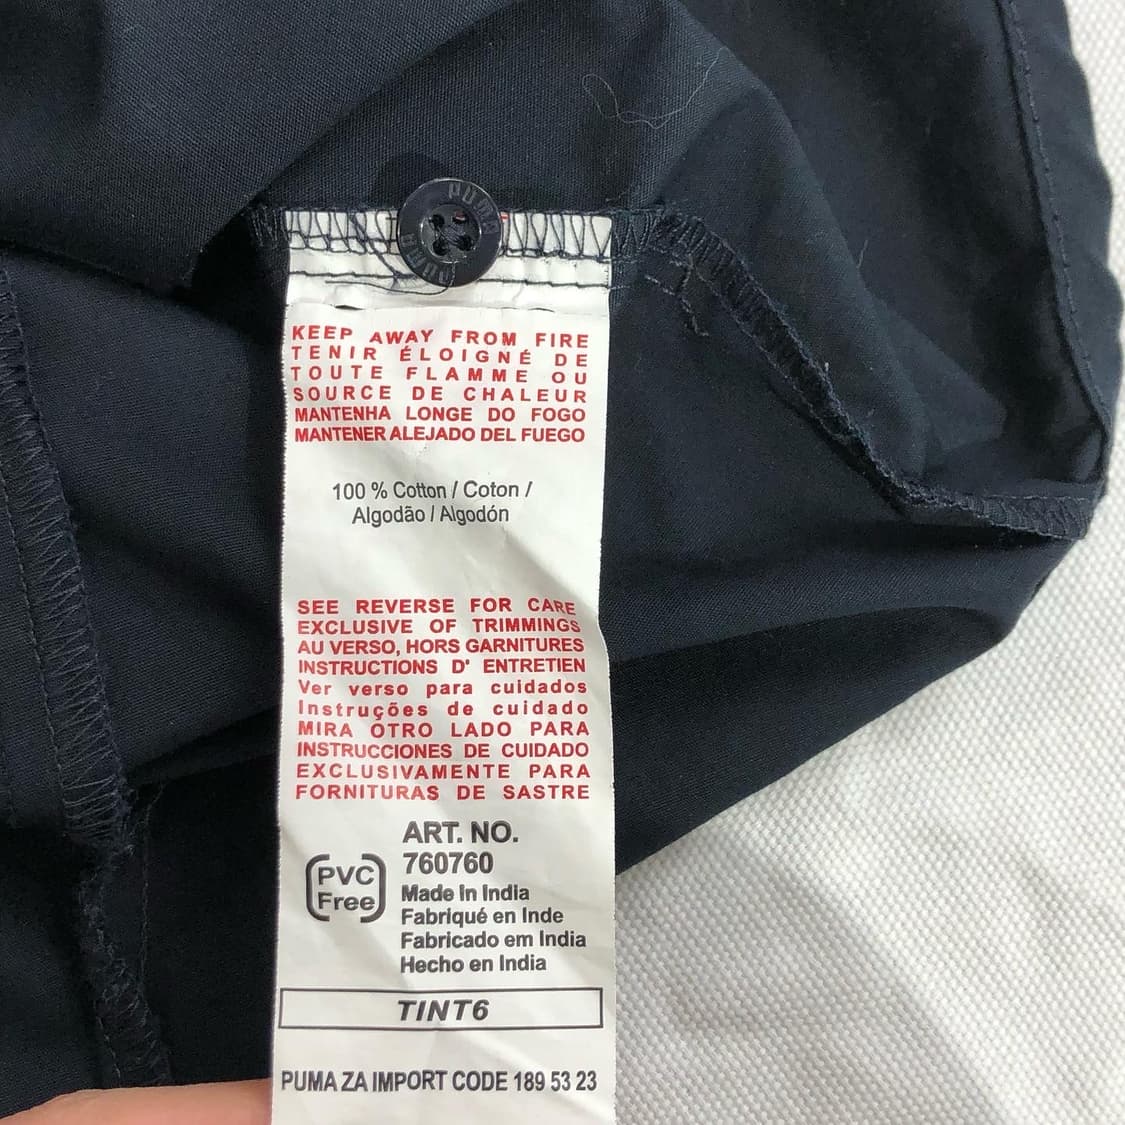 PUMA
PUMA
KEEP AWAY FROM FIRE
TENIR ÉLOIGNÉ DE
TOUTE FLAMME OU
SOURCE DE CHALEUR
MANTENHA LONGE DO FOGO
MANTENER ALEJADO DEL FUEGO
100 % Cotton / Coton /
Algodão / Algodón
SEE REVERSE FOR CARE
EXCLUSIVE OF TRIMMINGS
AU VERSO, HORS GARNITURES
INSTRUCTIONS D' ENTRETIEN
Ver verso para cuidados
Instruções de cuidado
MIRA OTRO LADO PARA
INSTRUCCIONES DE CUIDADO
EXCLUSIVAMENTE PARA
FORNITURAS DE SASTRE
ART. NO.
760760
PVC
Free
Made in India
Fabriqué en Inde
Fabricado em India
Hecho en India
TINT6
PUMA ZA IMPORT CODE 189 53 23